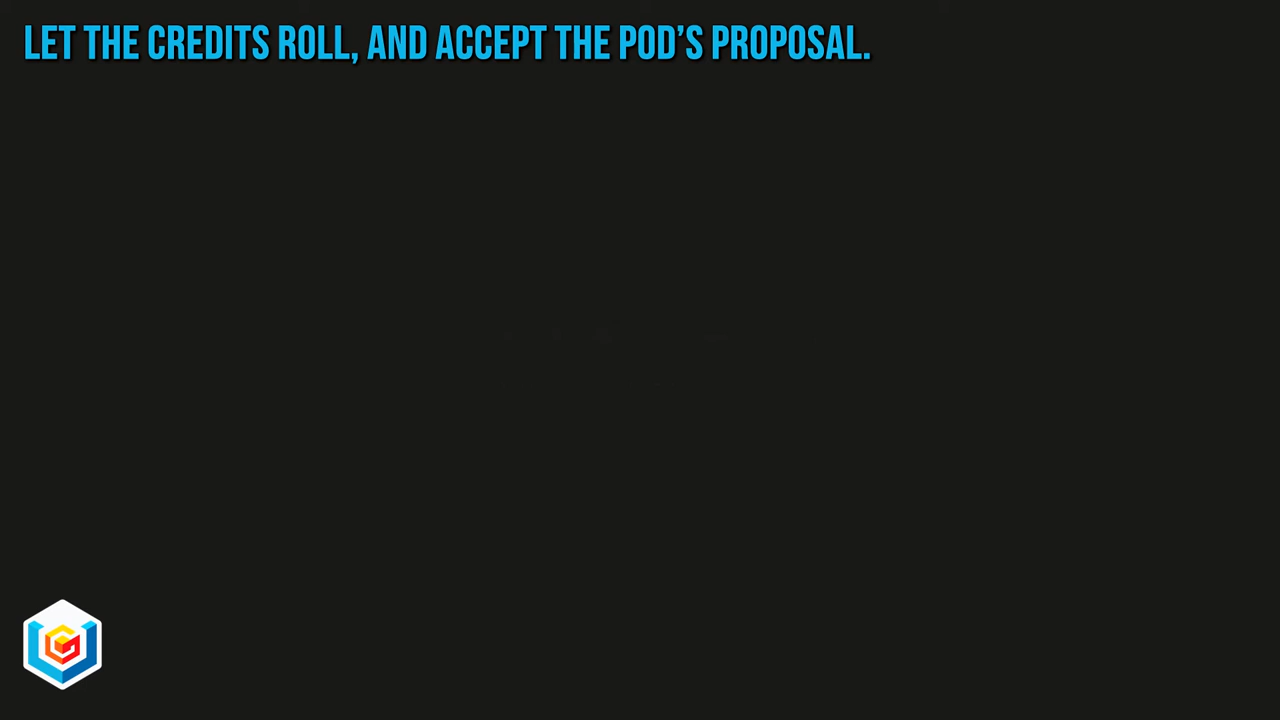 LET THE CREDITS ROLL, AND ACCEPT THE POD'S PROPOSAL.